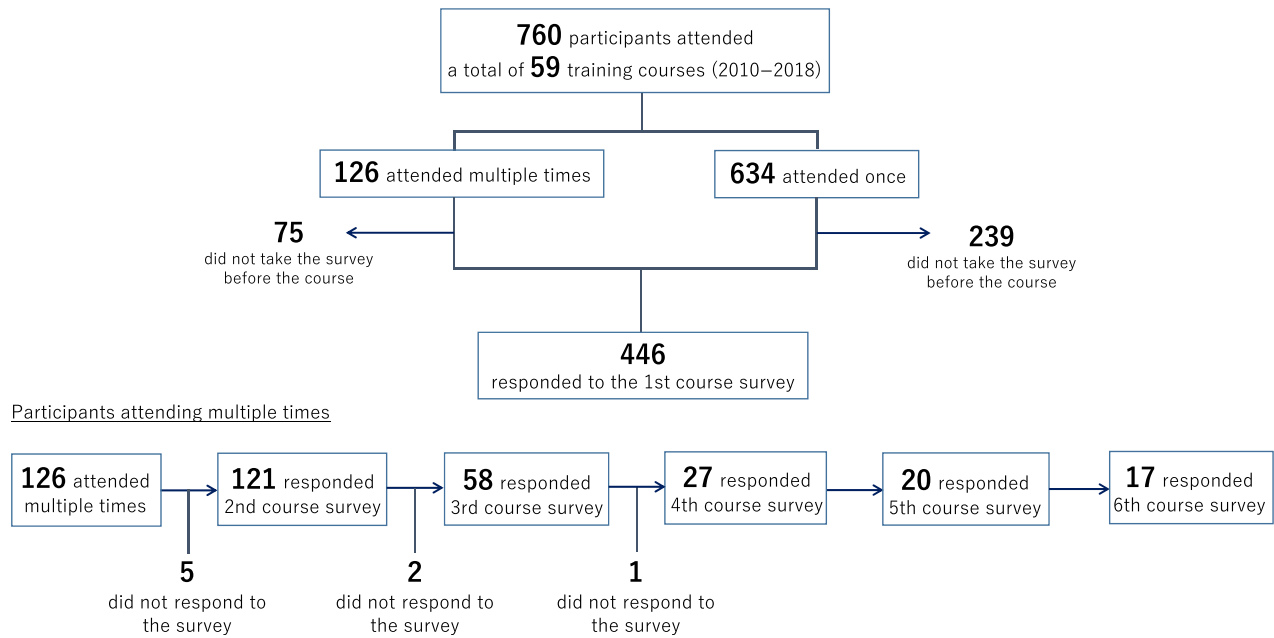 760 participants attended
a total of 59 training courses (2010–2018)
126 attended multiple times
634 attended once
75
did not take the survey
before the course
239
did not take the survey
before the course
446
responded to the 1st course survey
Participants attending multiple times
126 attended
multiple times
121 responded
2nd course survey
58 responded
3rd course survey
27 responded
4th course survey
20 responded
5th course survey
17 responded
6th course survey
5
did not respond to
the survey
2
did not respond to
the survey
1
did not respond to
the survey